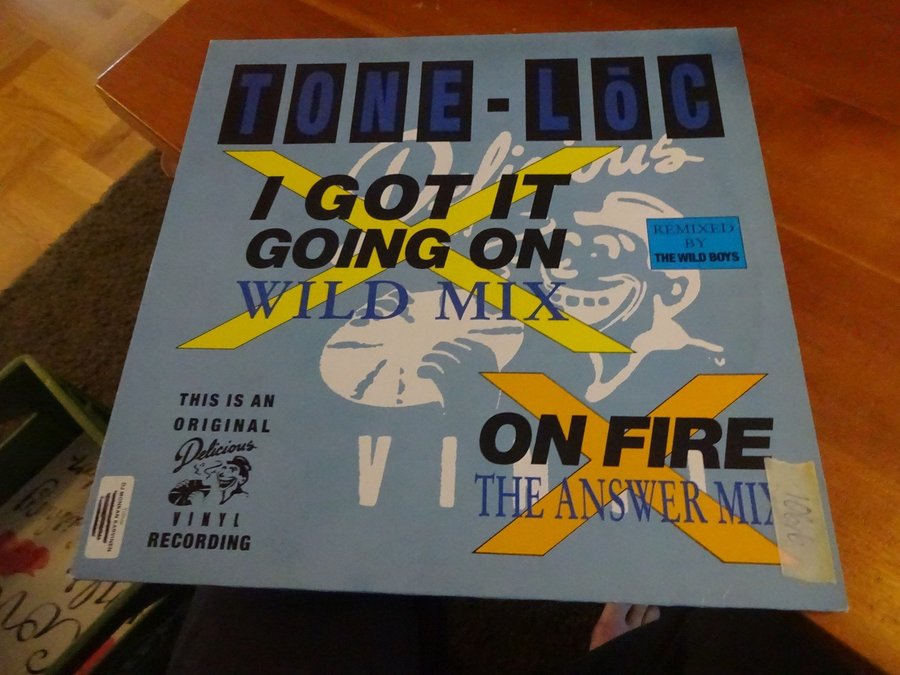 TONE-LŌC
Delicious
I GOT IT
GOING ON
WILD MIX
REMIXED
BY
THE WILD BOYS
ON FIRE
THE ANSWER MIX
THIS IS AN
ORIGINAL
Delicious
VINYL
RECORDING